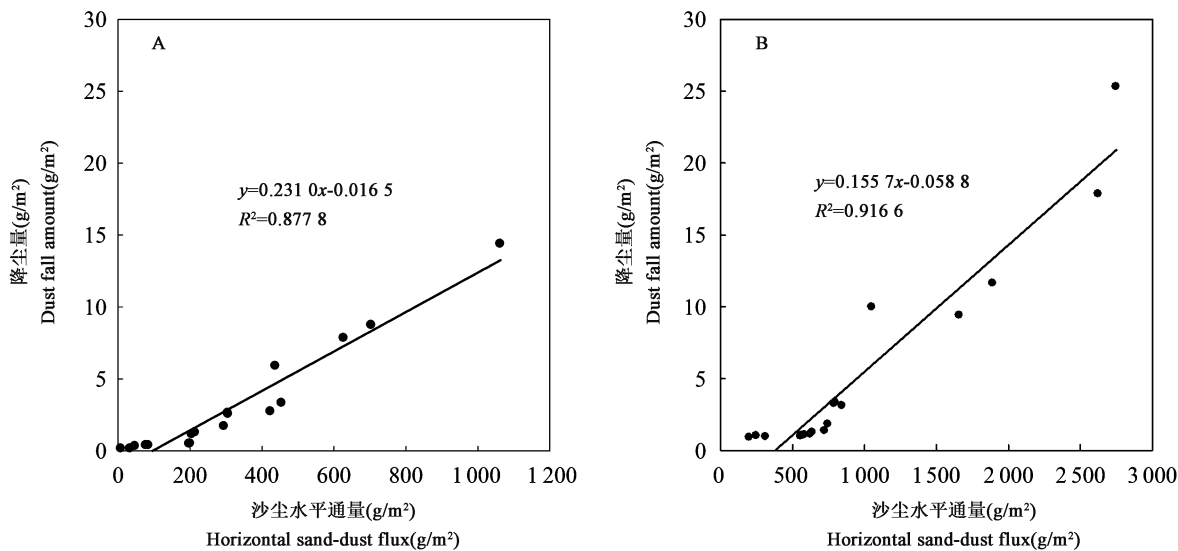 A
30
25
20
15
10
5
0
降尘量(g/m²)
Dust fall amount(g/m²)
y=0.231 0x-0.016 5
R²=0.877 8
0 200 400 600 800 1 000 1 200
沙尘水平通量(g/m²)
Horizontal sand-dust flux(g/m²)
B
30
25
20
15
10
5
0
降尘量(g/m²)
Dust fall amount(g/m²)
y=0.155 7x-0.058 8
R²=0.916 6
0 500 1 000 1 500 2 000 2 500 3 000
沙尘水平通量(g/m²)
Horizontal sand-dust flux(g/m²)